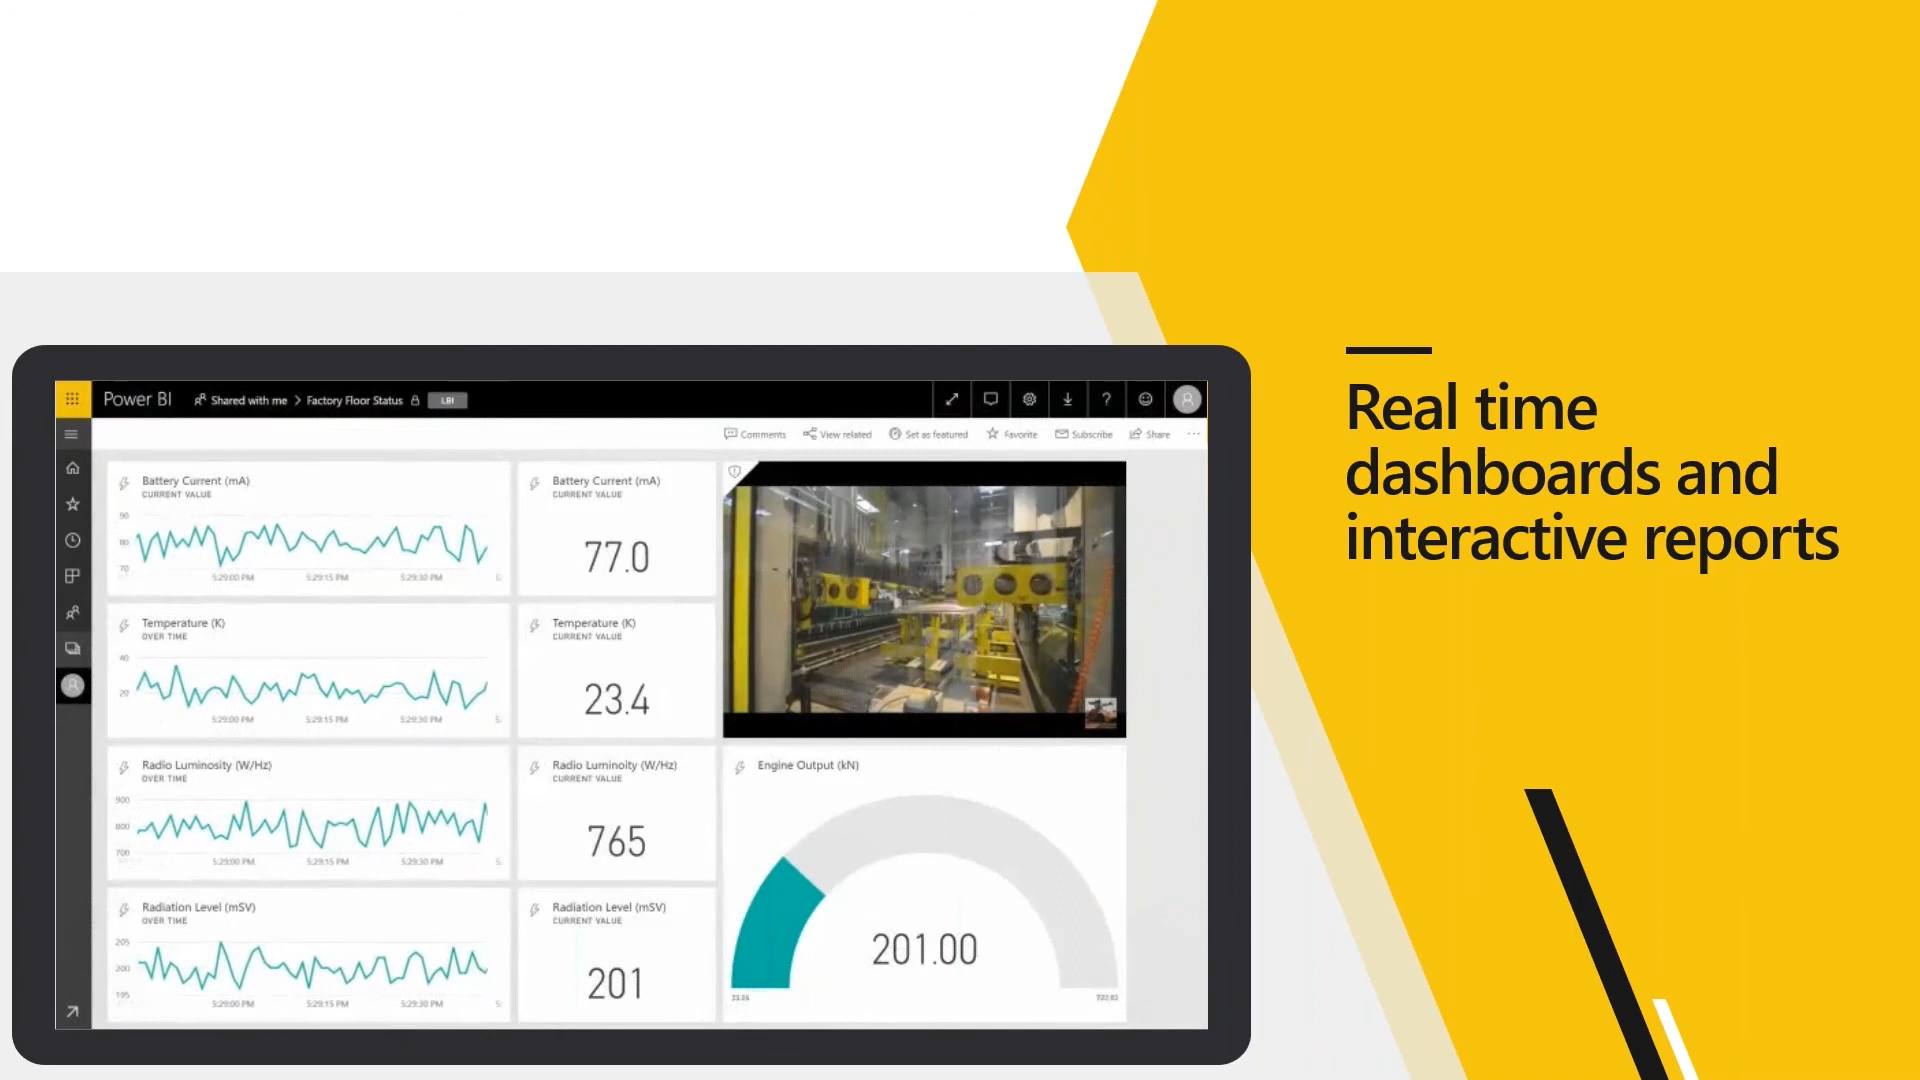 Power BI
Shared with me > Factory Floor Status
LBI
?
Comments
View related
Set as featured
Favorite
Subscribe
Share
...
Battery Current (mA)
CURRENT VALUE
90
80
70
5:29:00 PM 5:29:15 PM 5:29:30 PM
Battery Current (mA)
CURRENT VALUE
77.0
Temperature (K)
OVER TIME
40
20
5:29:00 PM 5:29:15 PM 5:29:30 PM
Temperature (K)
CURRENT VALUE
23.4
Radio Luminosity (W/Hz)
OVER TIME
900
800
700
5:29:00 PM 5:29:15 PM 5:29:30 PM
Radio Luminoity (W/Hz)
CURRENT VALUE
765
Engine Output (kN)
201.00
Radiation Level (mSV)
OVER TIME
205
200
195
5:29:00 PM 5:29:15 PM 5:29:30 PM
Radiation Level (mSV)
CURRENT VALUE
201
Real time
dashboards and
interactive reports